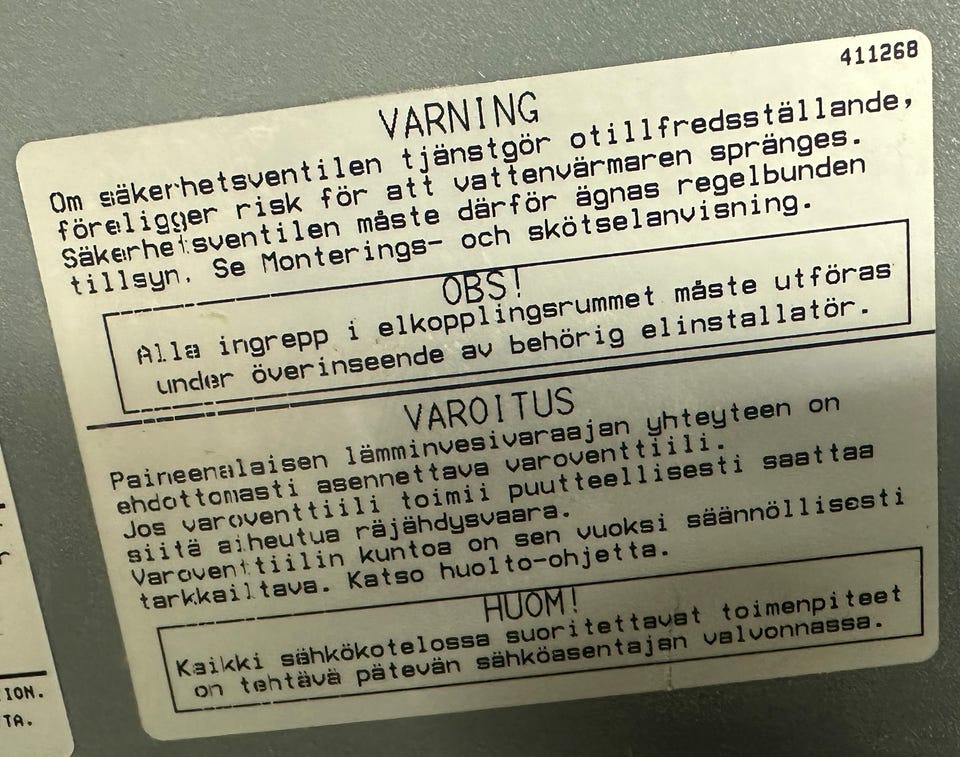 411268
VARNING
Om säkerhetsventilen tjänstgör otillfredsställande,
föreligger risk för att vattenvärmaren spränges.
Säkerhetsventilen måste därför ägnas regelbunden
tillsyn. Se Monterings- och skötselanvisning.
OBS!
Alla ingrepp i elkopplingsrummet måste utföras
under överinseende av behörig elinstallatör.
VAROITUS
Paineenalaisen lämminvesivaraajan yhteyteen on
ehdottomasti asennettava varoventtiili.
Jos varoventtiili toimii puutteellisesti saattaa
siitä aiheutua räjähdysvaara.
Varoventtiilin kuntoa on sen vuoksi säännöllisesti
tarkkailtava. Katso huolto-ohjetta.
HUOM!
Kaikki sähkökotelossa suoritettavat toimenpiteet
on tehtävä pätevän sähköasentajan valvonnassa.
ION.
TA.